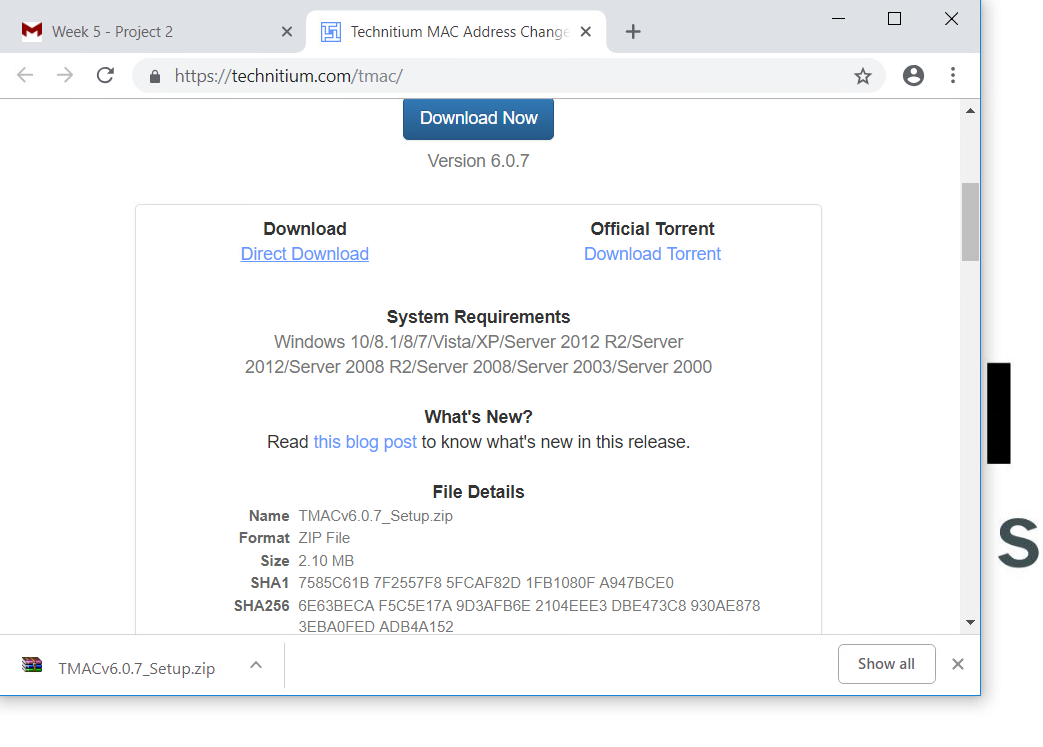 Week 5 - Project 2
Technitium MAC Address Change
https://technitium.com/tmac/
Download Now
Version 6.0.7
Download
Official Torrent
Direct Download
Download Torrent
System Requirements
Windows 10/8.1/8/7/Vista/XP/Server 2012 R2/Server
2012/Server 2008 R2/Server 2008/Server 2003/Server 2000
What's New?
Read this blog post to know what's new in this release.
File Details
Name TMACv6.0.7_Setup.zip
Format ZIP File
Size 2.10 MB
SHA1 7585C61B 7F2557F8 5FCAF82D 1FB1080F A947BCE0
SHA256 6E63BECA F5C5E17A 9D3AFB6E 2104EEE3 DBE473C8 930AE878
3EBA0FED ADB4A152
TMACv6.0.7_Setup.zip
Show all
s